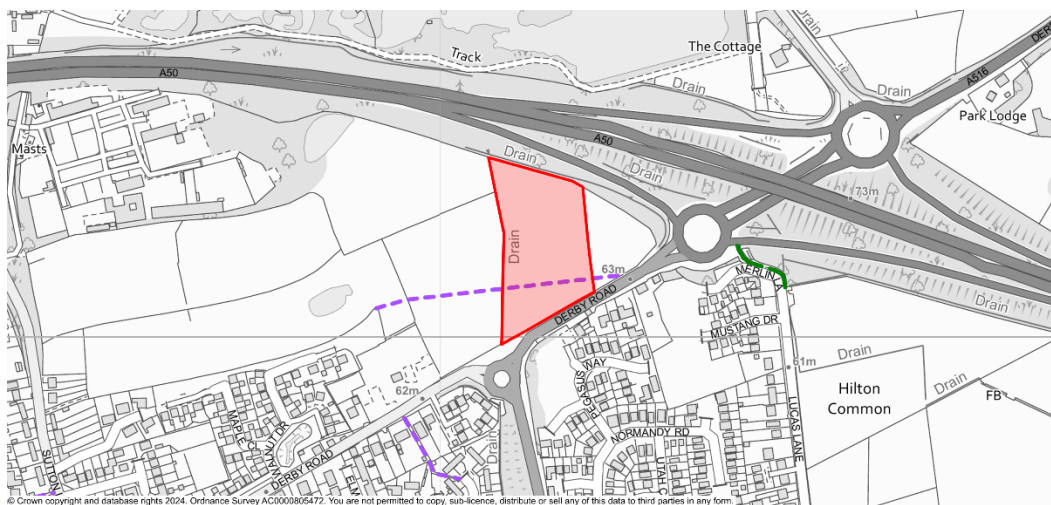 The Cottage
DERB
Track
Drain
A516
A50
Park Lodge
Masts
A50
Drain
Drain
73m
Drain
63m
MERLIN LA
DERBY ROAD
Drain
MUSTANG DR
61m
Drain
62m
PEGASUS WAY
Hilton
Common
Drain
FB
MAPLE C
WALNUT DR
NORMANDY RD
LUCAS LANE
Drain
SUTTON
DERBY ROAD
ELM
UTAH C
© Crown copyright and database rights 2024. Ordnance Survey AC0000805472. You are not permitted to copy, sub-licence, distribute or sell any of this data to third parties in any form.